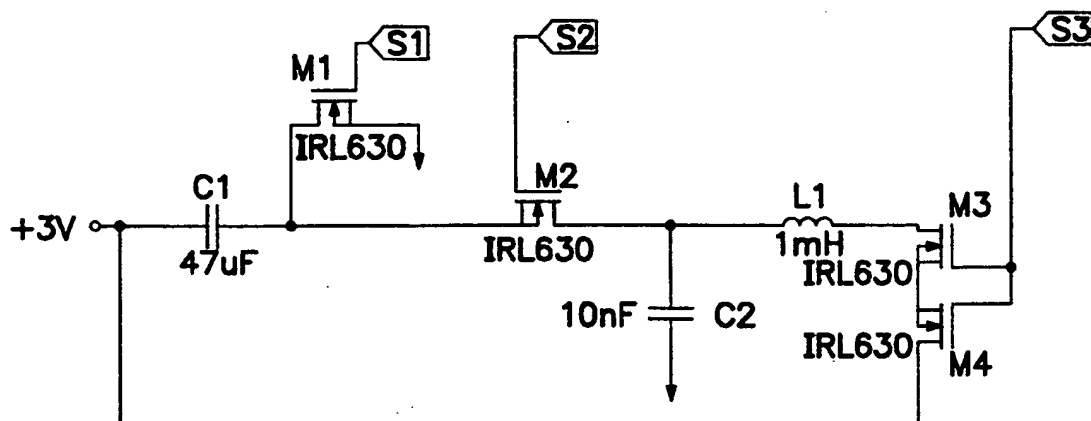 S1
S2
S3
M1
IRL630
M2
IRL630
C1
+3V
47uF
L1
1mH
M3
IRL630
10nF
C2
IRL630
M4